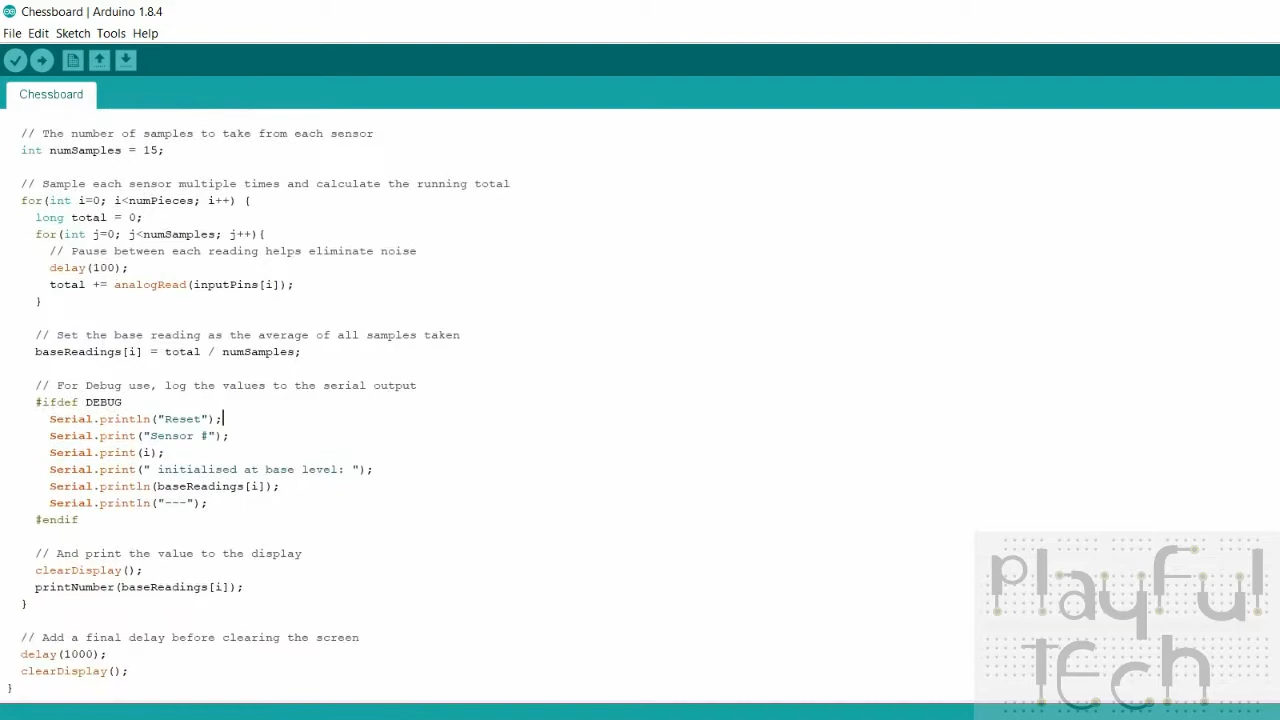 Chessboard | Arduino 1.8.4
File Edit Sketch Tools Help
Chessboard
// The number of samples to take from each sensor
int numSamples = 15;
// Sample each sensor multiple times and calculate the running total
for(int i=0; i<numPieces; i++) {
long total = 0;
for(int j=0; j<numSamples; j++){
// Pause between each reading helps eliminate noise
delay(100);
total += analogRead(inputPins[i]);
}
// Set the base reading as the average of all samples taken
baseReadings[i] = total / numSamples;
// For Debug use, log the values to the serial output
#ifdef DEBUG
Serial.println("Reset");
Serial.print("Sensor #");
Serial.print(i);
Serial.print(" initialised at base level: ");
Serial.println(baseReadings[i]);
Serial.println("---");
#endif
// And print the value to the display
clearDisplay();
printNumber(baseReadings[i]);
}
// Add a final delay before clearing the screen
delay(1000);
clearDisplay();
}
playful
tech